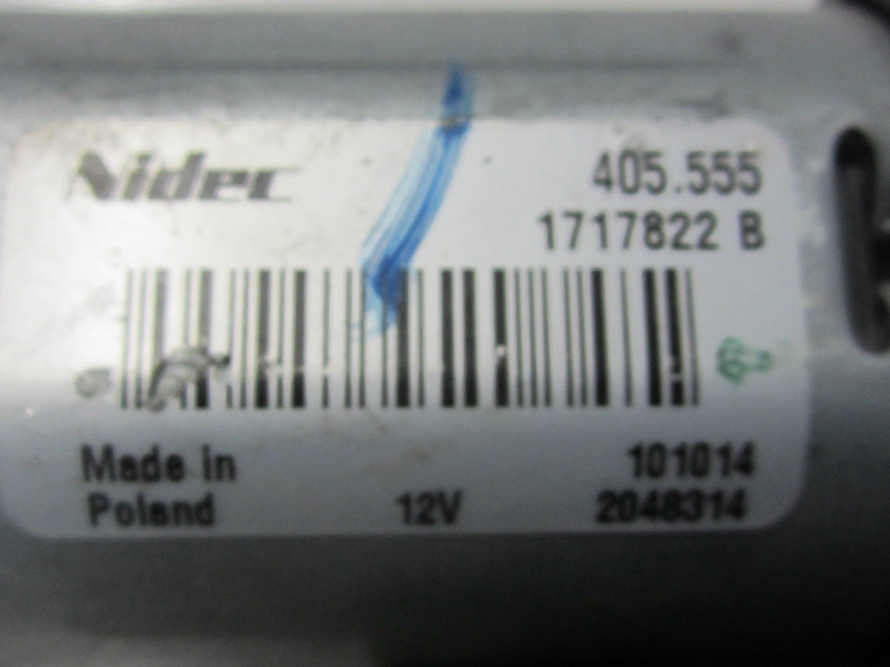 Nidec
405.555
1717822 B
Made in
101014
Poland 12V 2048314